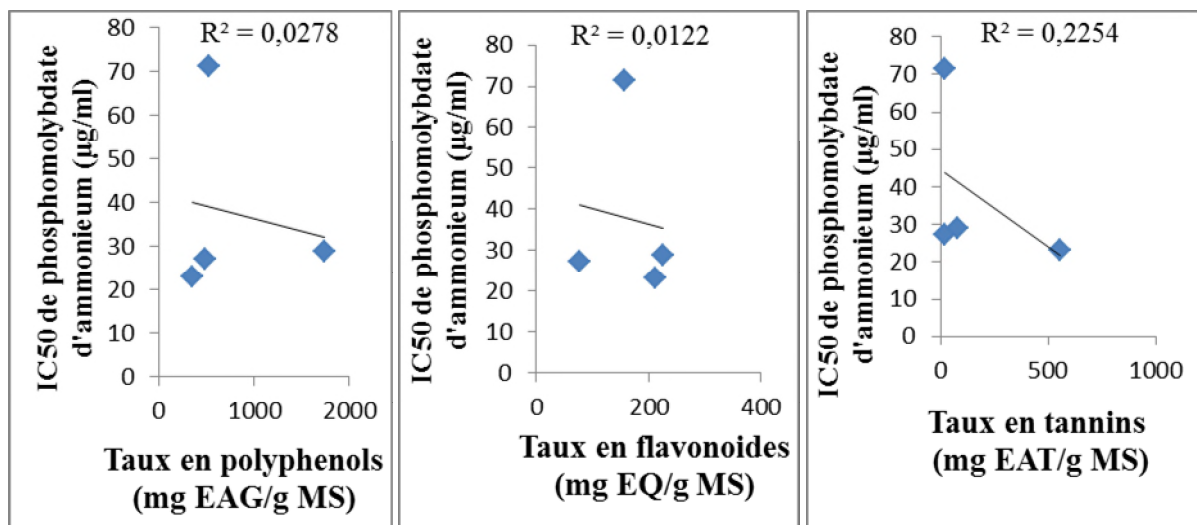 R² = 0,0278
80
70
60
50
40
30
20
10
0
0 1000 2000
IC50 de phosphomolybdate
d'ammonieum (µg/ml)
Taux en polyphenols
(mg EAG/g MS)
R² = 0,0122
80
70
60
50
40
30
20
10
0
0 200 400
IC50 de phosphomolybdate
d'ammonieum (µg/ml)
Taux en flavonoides
(mg EQ/g MS)
R² = 0,2254
80
70
60
50
40
30
20
10
0
0 500 1000
IC50 de phosphomolybdate
d'ammonieum (µg/ml)
Taux en tannins
(mg EAT/g MS)